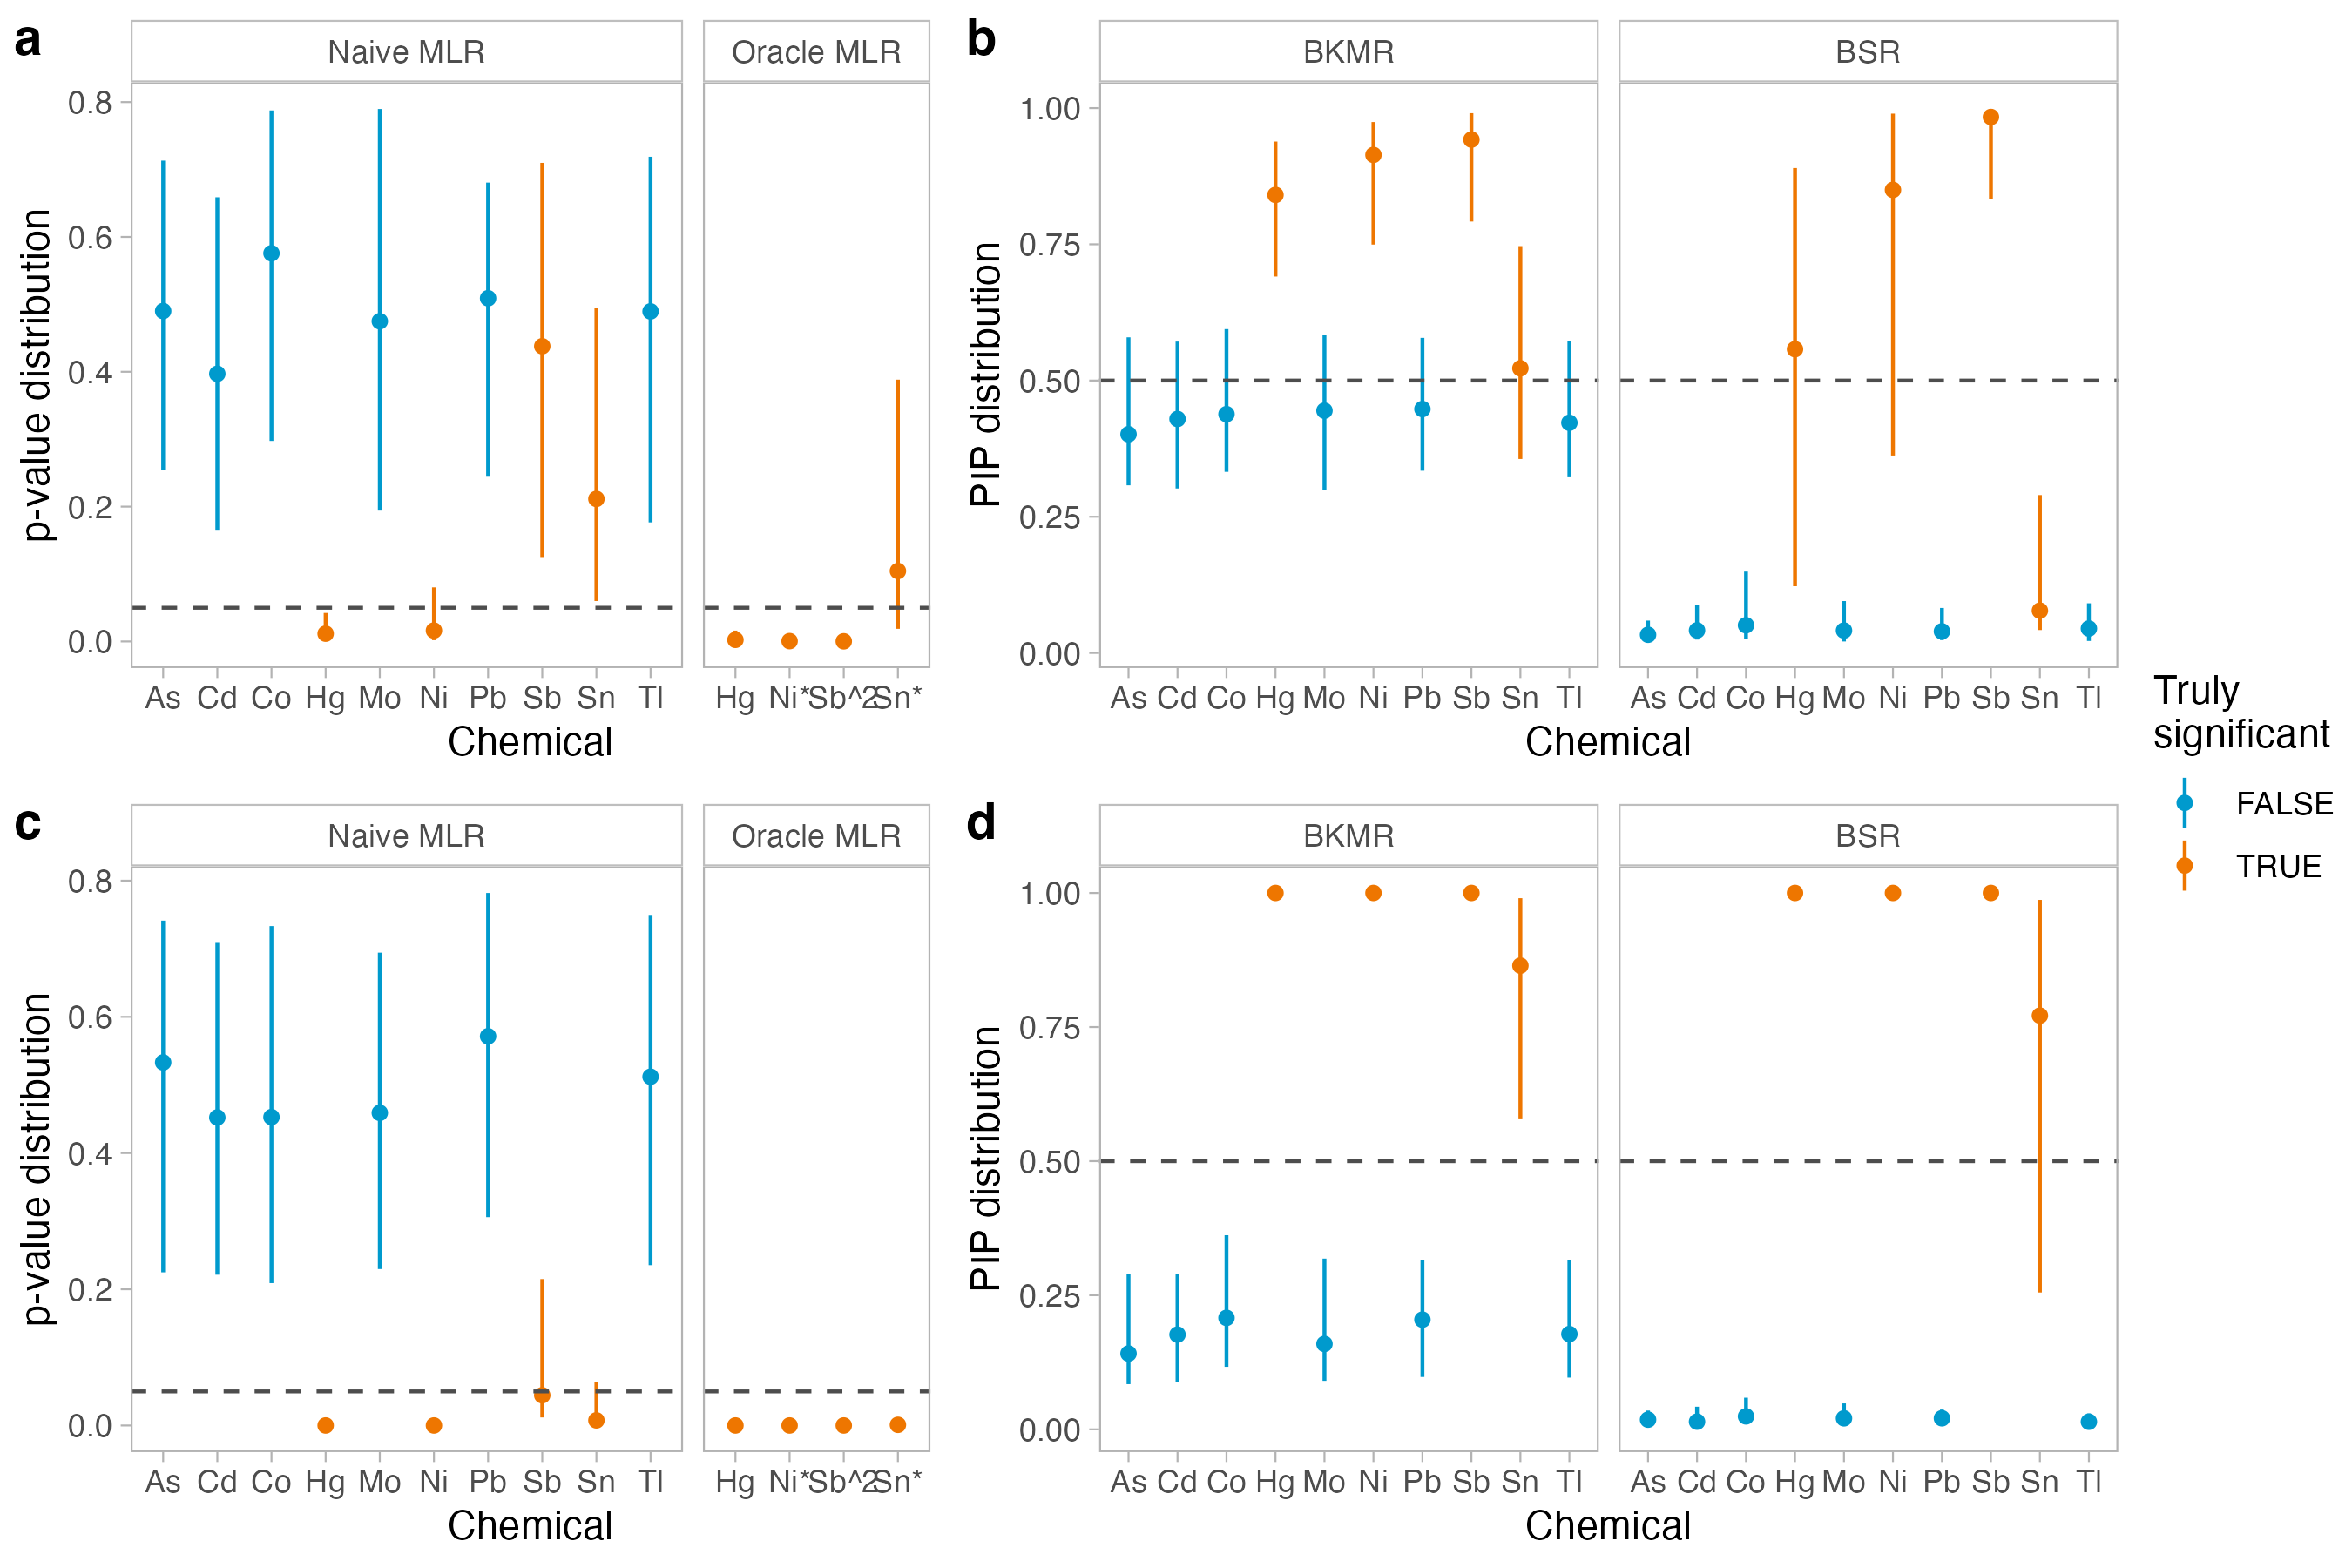 a
Naive MLR
Oracle MLR
p-value distribution
0.8
0.6
0.4
0.2
0.0
As Cd Co Hg Mo Ni Pb Sb Sn Tl
Hg Ni* Sb^2 Sn*
Chemical
b
BKMR
BSR
PIP distribution
1.00
0.75
0.50
0.25
0.00
As Cd Co Hg Mo Ni Pb Sb Sn Tl
As Cd Co Hg Mo Ni Pb Sb Sn Tl
Chemical
c
Naive MLR
Oracle MLR
p-value distribution
0.8
0.6
0.4
0.2
0.0
As Cd Co Hg Mo Ni Pb Sb Sn Tl
Hg Ni* Sb^2 Sn*
Chemical
d
BKMR
BSR
PIP distribution
1.00
0.75
0.50
0.25
0.00
As Cd Co Hg Mo Ni Pb Sb Sn Tl
As Cd Co Hg Mo Ni Pb Sb Sn Tl
Chemical
Truly
significant
FALSE
TRUE